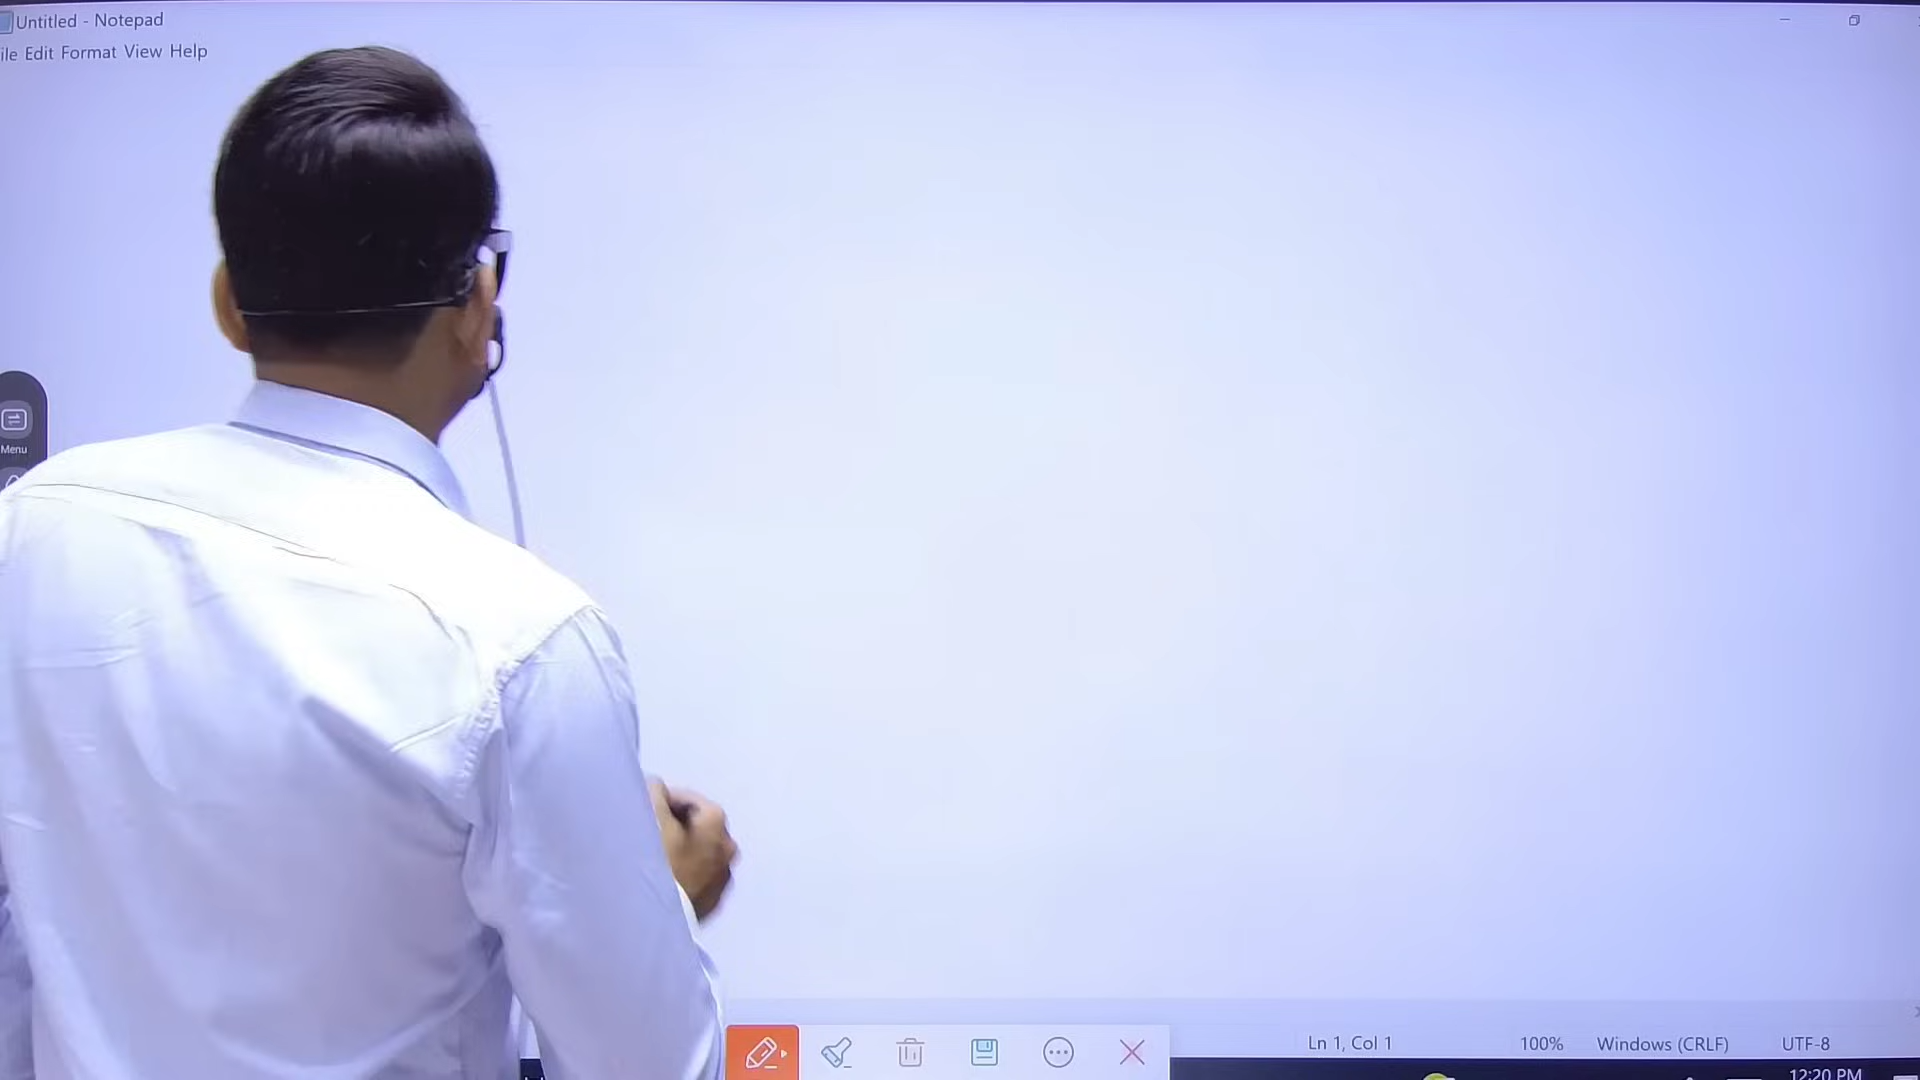 Untitled - Notepad
ile Edit Format View Help
Menu
Ln 1, Col 1
100%
Windows (CRLF)
UTF-8
12:20 PM